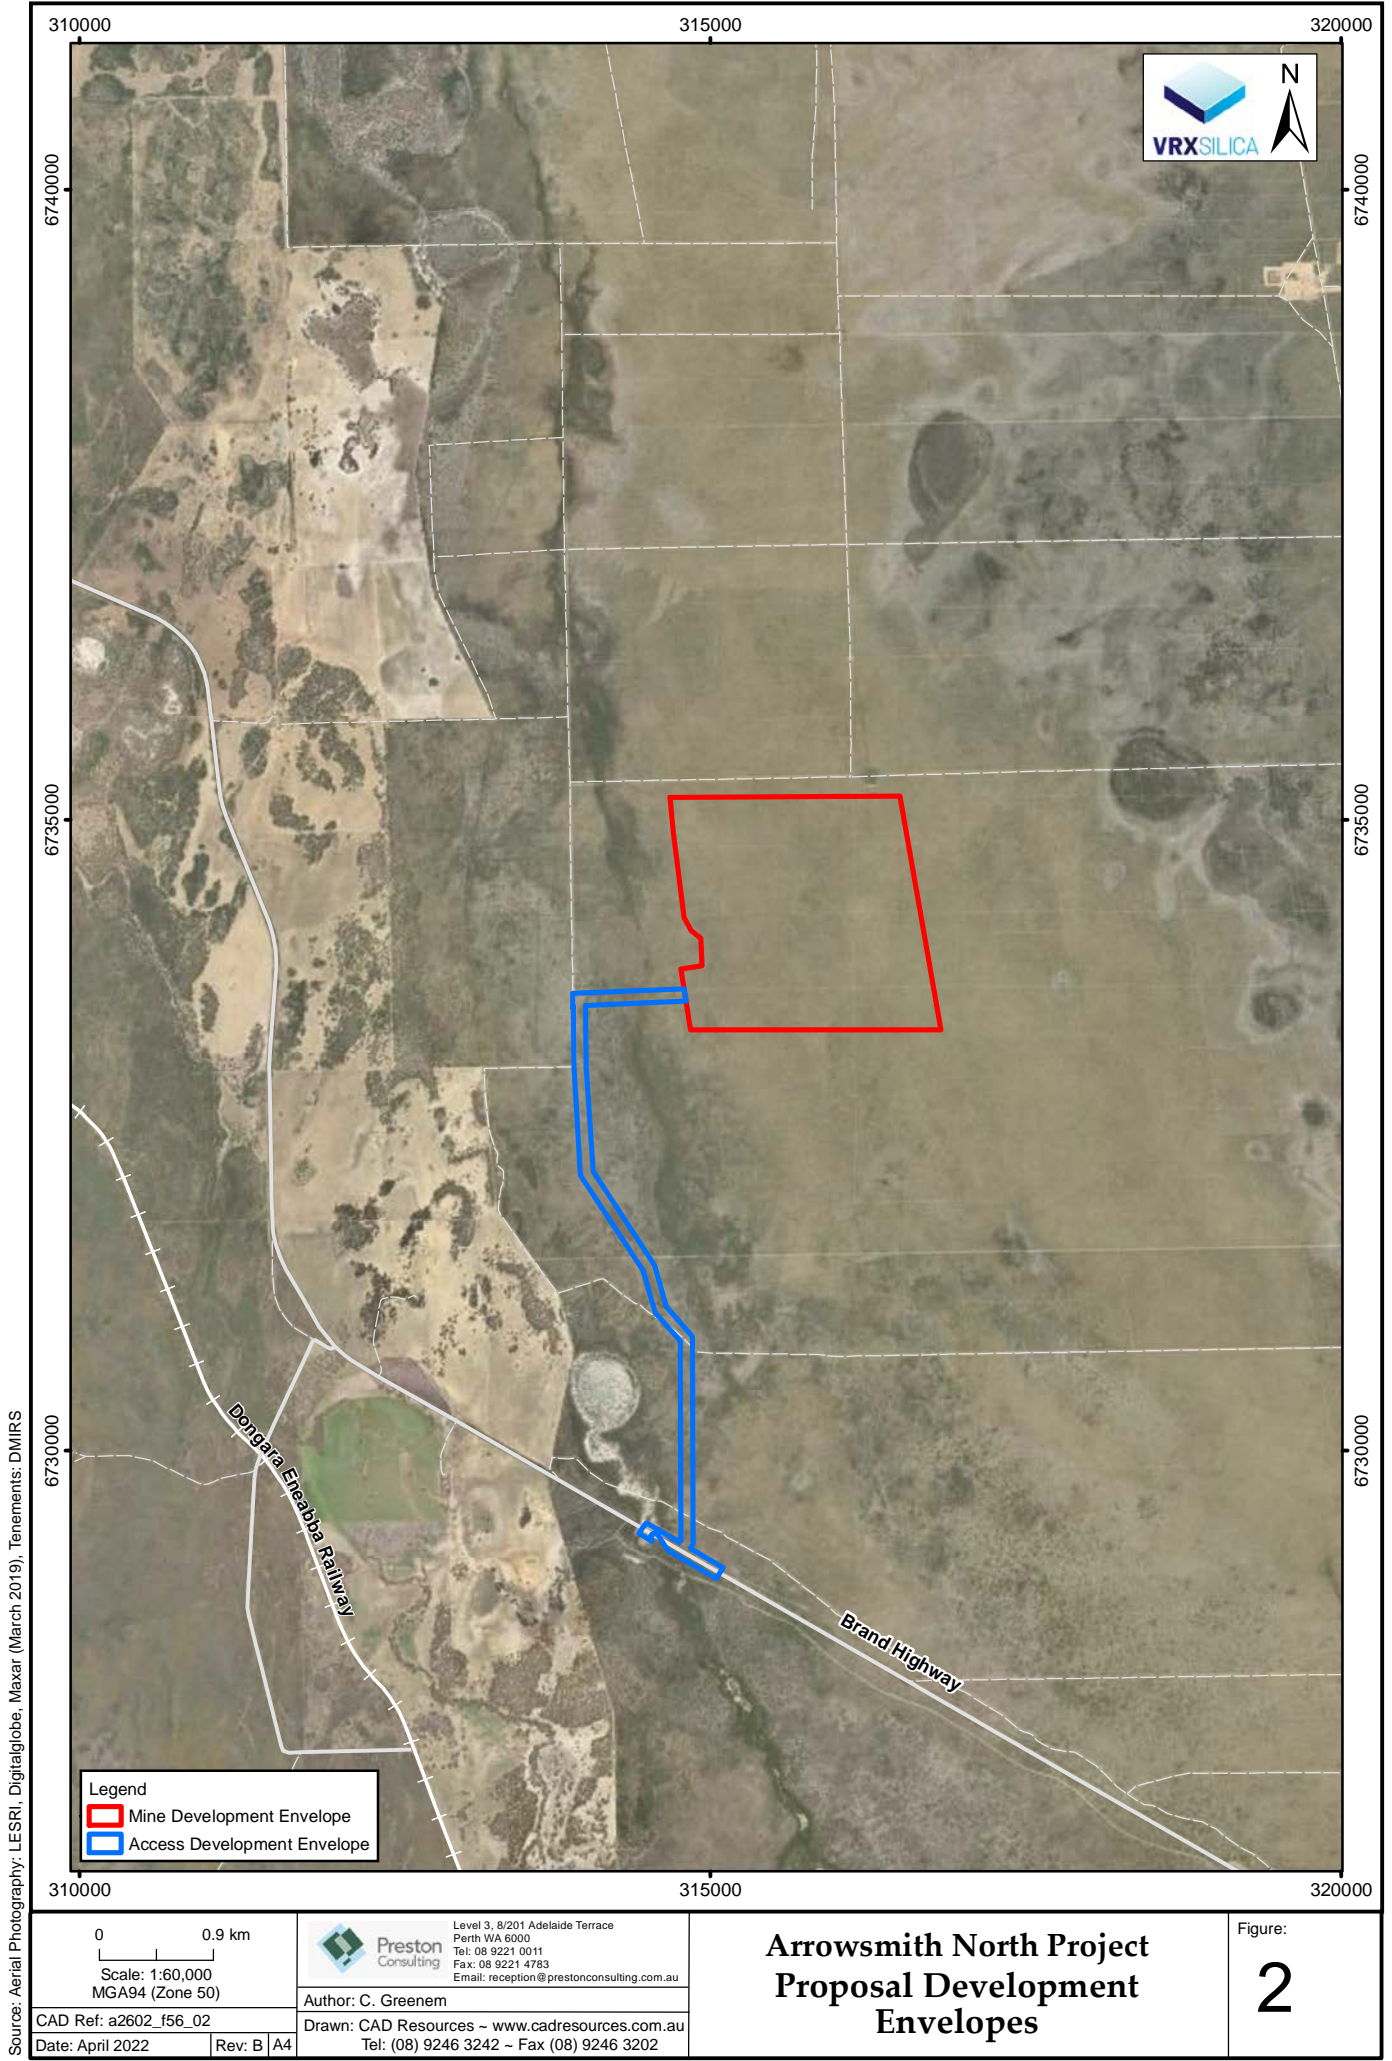 310000
315000
320000
N
VRXSILICA
6740000
6740000
6735000
6735000
6730000
6730000
Dongara Eneabba Railway
Brand Highway
Legend
Mine Development Envelope
Access Development Envelope
310000
315000
320000
Source: Aerial Photography: LESRI, Digitalglobe, Maxar (March 2019), Tenements: DMIRS
0 0.9 km
Scale: 1:60,000
MGA94 (Zone 50)
CAD Ref: a2602_f56_02
Date: April 2022
Rev: B
A4
Preston
Consulting
Level 3, 8/201 Adelaide Terrace
Perth WA 6000
Tel: 08 9221 0011
Fax: 08 9221 4783
Email: reception@prestonconsulting.com.au
Author: C. Greenem
Drawn: CAD Resources ~ www.cadresources.com.au
Tel: (08) 9246 3242 ~ Fax (08) 9246 3202
Arrowsmith North Project
Proposal Development
Envelopes
Figure:
2